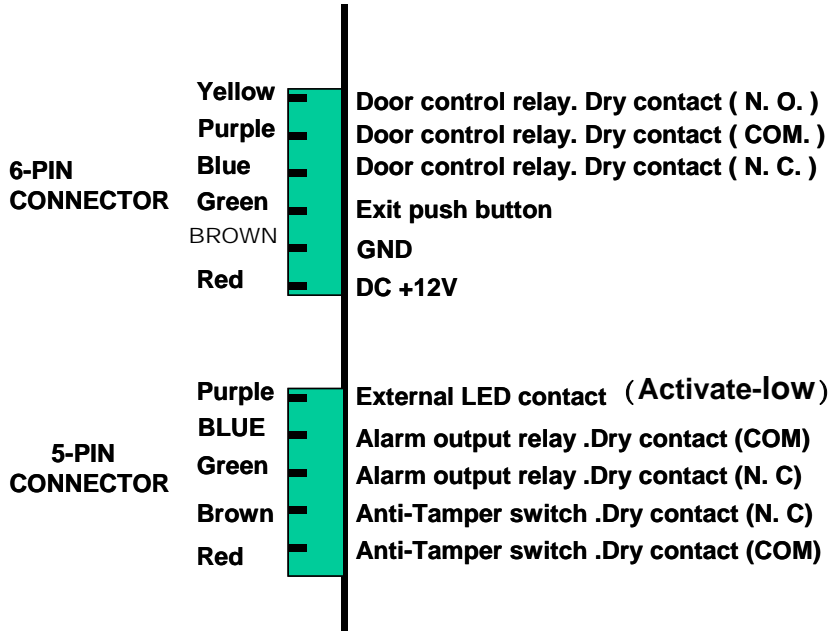 Yellow Door control relay. Dry contact ( N. O. )
Purple Door control relay. Dry contact ( COM. )
6-PIN CONNECTOR
Blue Door control relay. Dry contact ( N. C. )
Green Exit push button
BROWN GND
Red DC +12V
Purple External LED contact （Activate-low）
BLUE Alarm output relay .Dry contact (COM)
5-PIN CONNECTOR
Green Alarm output relay .Dry contact (N. C)
Brown Anti-Tamper switch .Dry contact (N. C)
Red Anti-Tamper switch .Dry contact (COM)